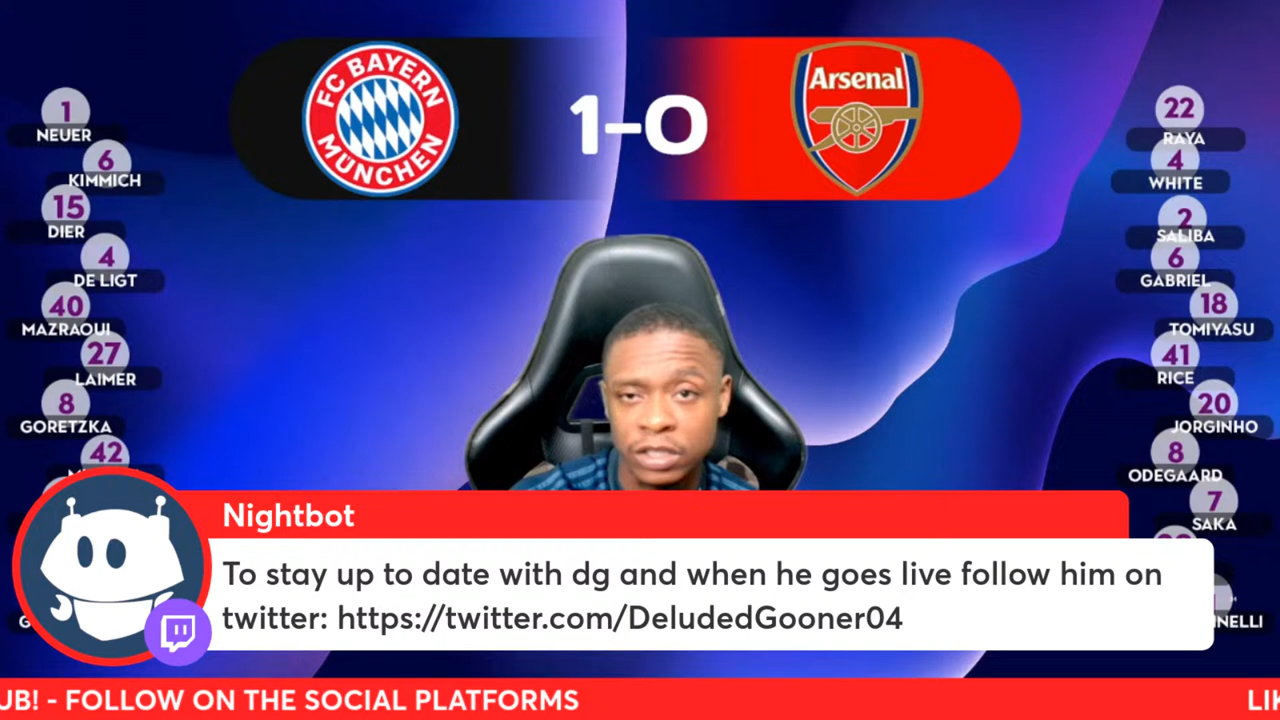 FC BAYERN
MÜNCHEN
1-0
Arsenal
1
NEUER
6
KIMMICH
15
DIER
4
DE LIGT
40
MAZRAOUI
27
LAIMER
8
GORETZKA
42
22
RAYA
4
WHITE
2
SALIBA
6
GABRIEL
18
TOMIYASU
41
RICE
20
JORGINHO
8
ODEGAARD
7
SAKA
INELLI
Nightbot
To stay up to date with dg and when he goes live follow him on
twitter: https://twitter.com/DeludedGooner04
UB! - FOLLOW ON THE SOCIAL PLATFORMS
LIK